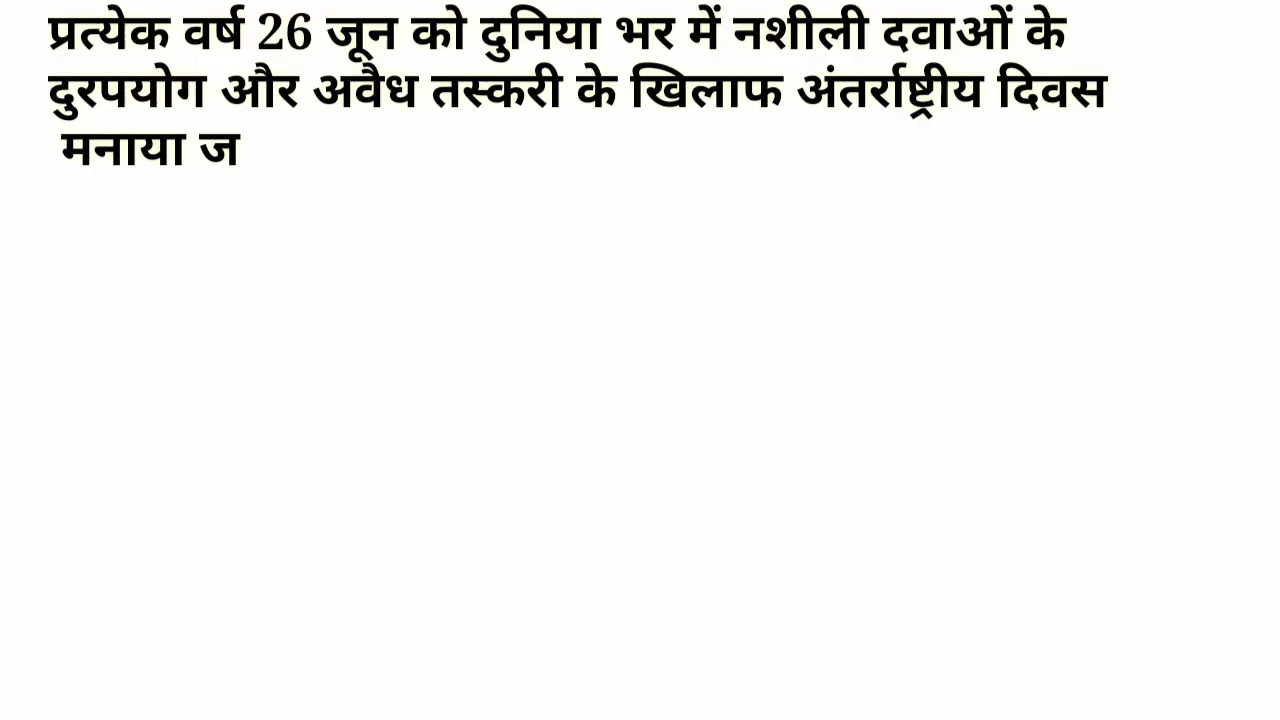 प्रत्येक वर्ष 26 जून को दुनिया भर में नशीली दवाओं के
दुरपयोग और अवैध तस्करी के खिलाफ अंतर्राष्ट्रीय दिवस
मनाया ज